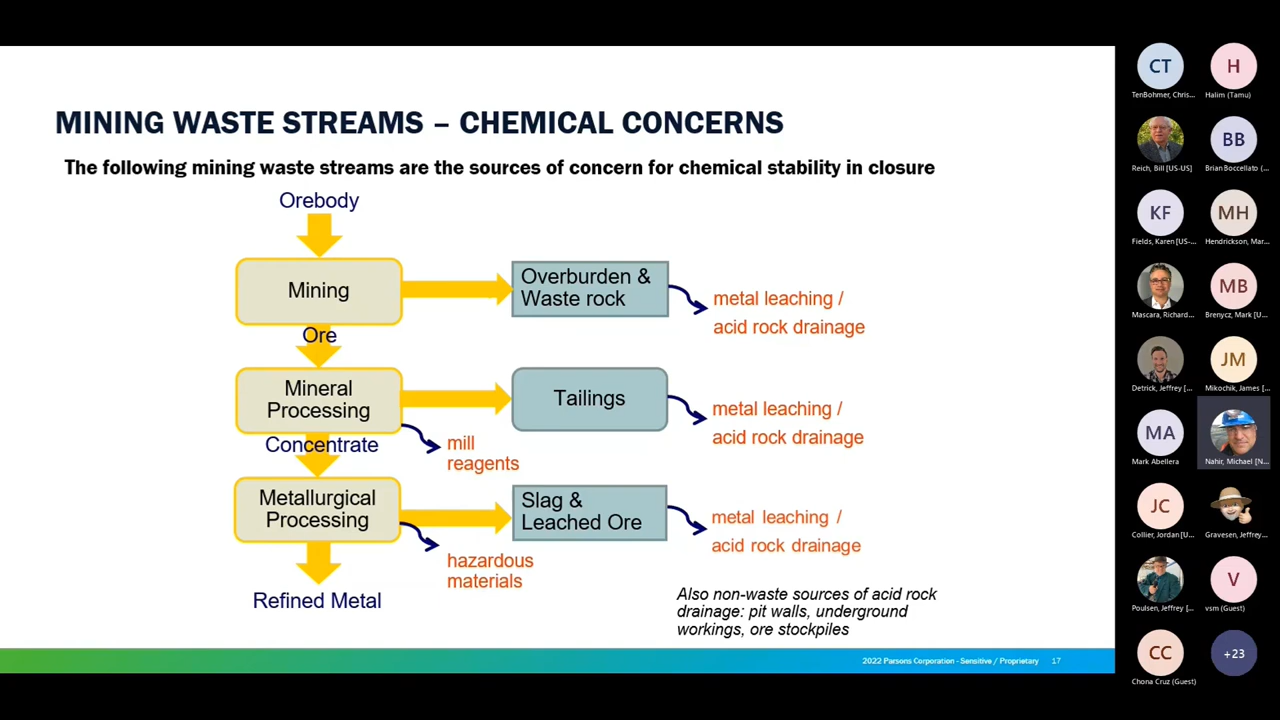 MINING WASTE STREAMS – CHEMICAL CONCERNS
The following mining waste streams are the sources of concern for chemical stability in closure
Orebody
Mining
Overburden &
Waste rock
metal leaching /
acid rock drainage
Ore
Mineral
Processing
Tailings
metal leaching /
acid rock drainage
Concentrate
mill
reagents
Metallurgical
Processing
Slag &
Leached Ore
metal leaching /
acid rock drainage
hazardous
materials
Refined Metal
Also non-waste sources of acid rock
drainage: pit walls, underground
workings, ore stockpiles
2022 Parsons Corporation - Sensitive / Proprietary 17
CT
TenBohmer, Chris...
H
Halim (Tamu)
Reich, Bill [US-US]
BB
Brian Boccellato (...
KF
Fields, Karen [US-...
MH
Hendrickson, Mar...
Mascara, Richard...
MB
Brenycz, Mark [U...
Detrick, Jeffrey [...
JM
Mikochik, James [...
MA
Mark Abellera
Nahir, Michael [N...
JC
Collier, Jordan [U...
Gravesen, Jeffrey...
Poulsen, Jeffrey [...
V
vsm (Guest)
CC
Chona Cruz (Guest)
+23